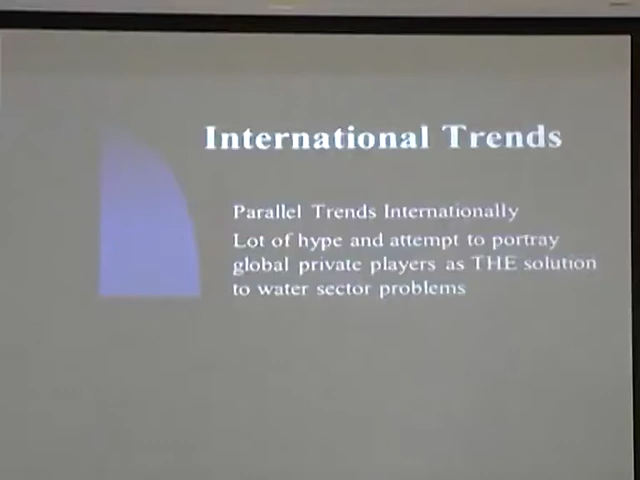 International Trends
Parallel Trends Internationally
Lot of hype and attempt to portray
global private players as THE solution
to water sector problems